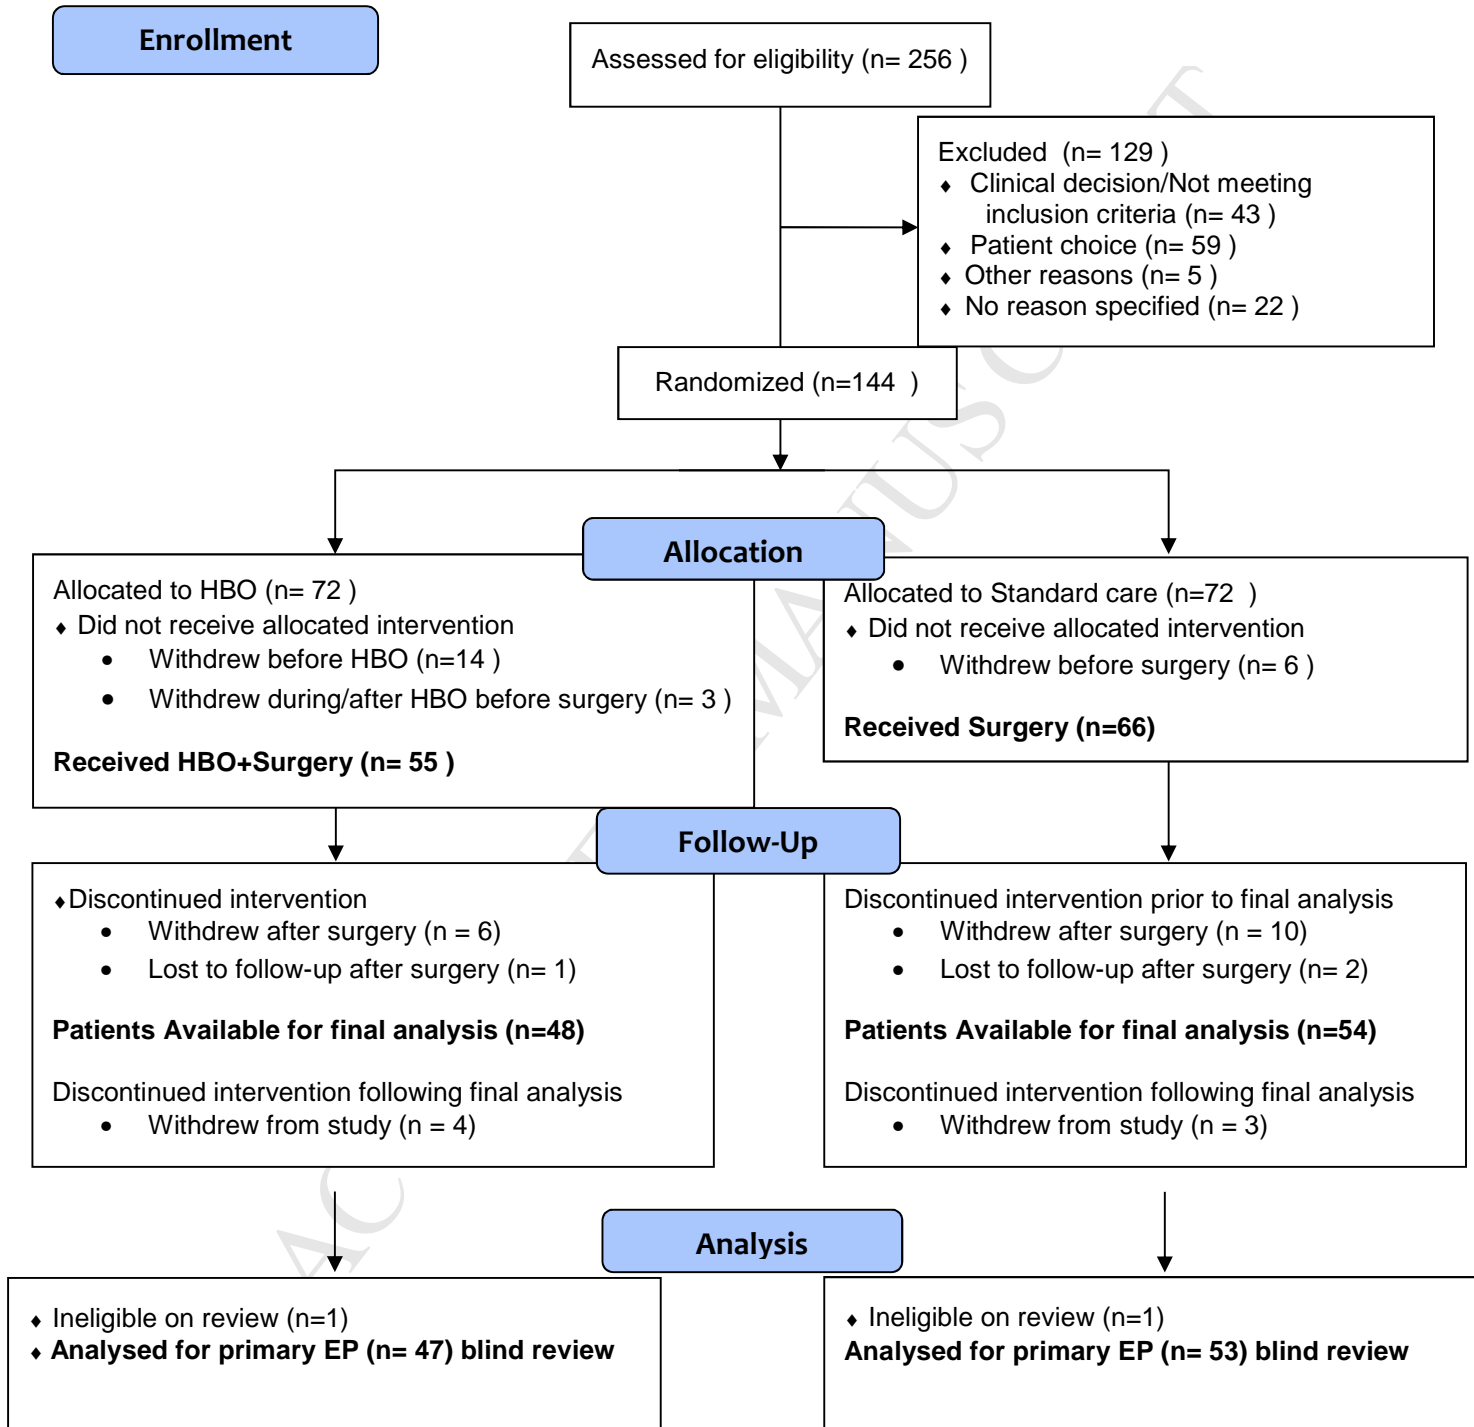 Enrollment
Assessed for eligibility (n= 256 )
Excluded (n= 129 )
♦ Clinical decision/Not meeting
inclusion criteria (n= 43 )
♦ Patient choice (n= 59 )
♦ Other reasons (n= 5 )
♦ No reason specified (n= 22 )
Randomized (n=144 )
Allocation
Allocated to HBO (n= 72 )
♦ Did not receive allocated intervention
• Withdrew before HBO (n=14 )
• Withdrew during/after HBO before surgery (n= 3 )
Received HBO+Surgery (n= 55 )
Allocated to Standard care (n=72 )
♦ Did not receive allocated intervention
• Withdrew before surgery (n= 6 )
Received Surgery (n=66)
Follow-Up
♦Discontinued intervention
• Withdrew after surgery (n = 6)
• Lost to follow-up after surgery (n= 1)
Patients Available for final analysis (n=48)
Discontinued intervention following final analysis
• Withdrew from study (n = 4)
Discontinued intervention prior to final analysis
• Withdrew after surgery (n = 10)
• Lost to follow-up after surgery (n= 2)
Patients Available for final analysis (n=54)
Discontinued intervention following final analysis
• Withdrew from study (n = 3)
Analysis
♦ Ineligible on review (n=1)
♦ Analysed for primary EP (n= 47) blind review
♦ Ineligible on review (n=1)
Analysed for primary EP (n= 53) blind review